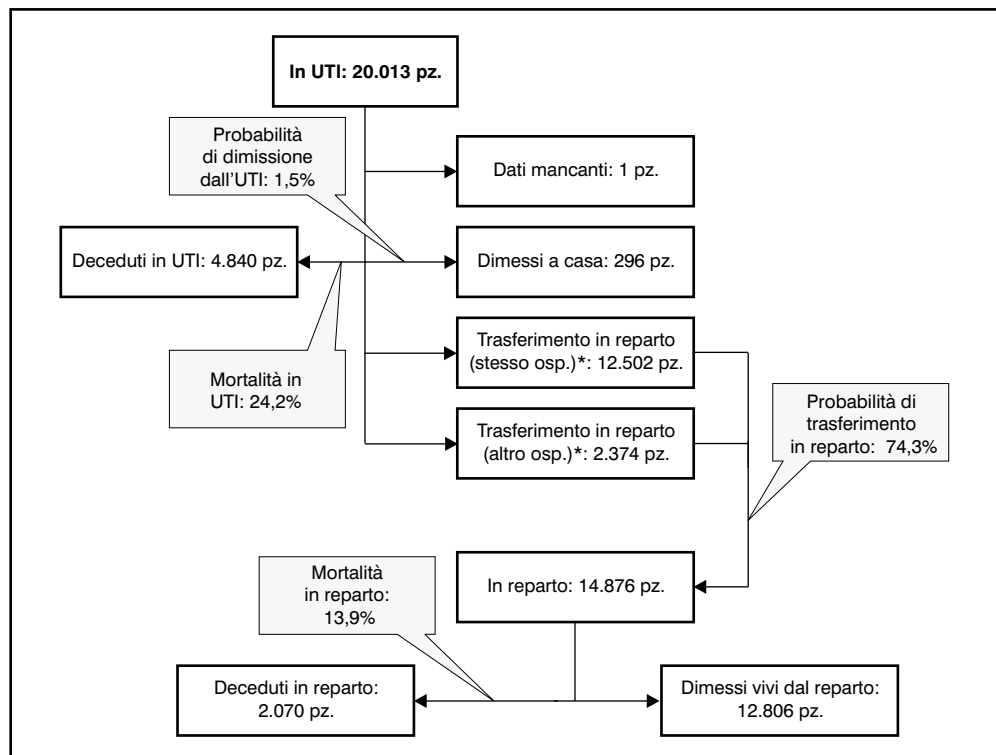 In UTI: 20.013 pz.
Probabilità
di dimissione
dall'UTI: 1,5%
Dati mancanti: 1 pz.
Deceduti in UTI: 4.840 pz.
Dimessi a casa: 296 pz.
Trasferimento in reparto
(stesso osp.)*: 12.502 pz.
Mortalità in
UTI: 24,2%
Probabilità di
trasferimento
in reparto: 74,3%
Trasferimento in reparto
(altro osp.)*: 2.374 pz.
Mortalità
in reparto:
13,9%
In reparto: 14.876 pz.
Deceduti in reparto:
2.070 pz.
Dimessi vivi dal reparto:
12.806 pz.